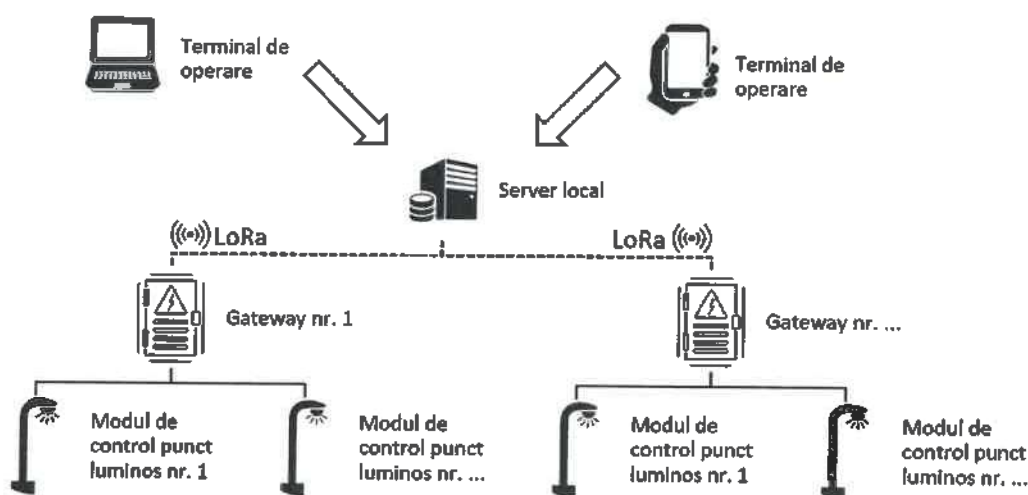 Terminal de
operare
Terminal de
operare
Server local
LoRa
LoRa
Gateway nr. 1
Gateway nr. ...
Modul de
control punct
luminos nr. 1
Modul de
control punct
luminos nr. ...
Modul de
control punct
luminos nr. 1
Modul de
control punct
luminos nr. ...